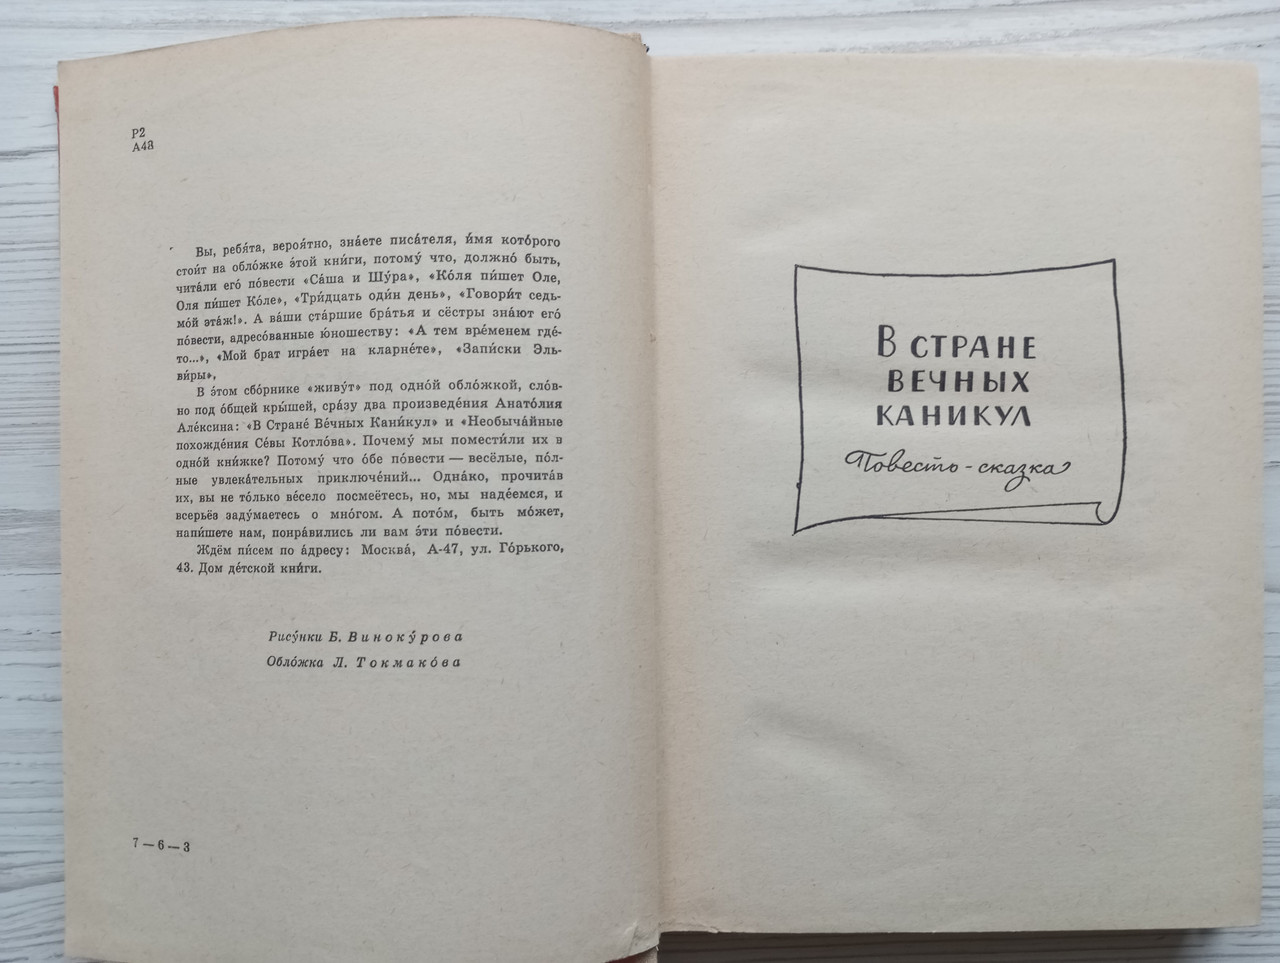 Р2
А48
Вы, ребя́та, вероя́тно, зна́ете писа́теля, и́мя кото́рого
стои́т на обло́жке э́той кни́ги, потому́ что, должно́ быть,
чита́ли его́ по́вести «Са́ша и Шу́ра», «Ко́ля пи́шет Оле,
Оля пи́шет Ко́ле», «Три́дцать оди́н день», «Говори́т седь-
мо́й эта́ж!». А ва́ши ста́ршие бра́тья и сёстры зна́ют его́
по́вести, адресо́ванные ю́ношеству: «А тем вре́менем где́-
то...», «Мой брат игра́ет на кларне́те», «Запи́ски Эль-
ви́ры»,
В э́том сбо́рнике «живу́т» под одно́й обло́жкой, сло́в-
но под о́бщей кры́шей, сра́зу два произведе́ния Анато́лия
Але́ксина: «В Стране́ Ве́чных Кани́кул» и «Необыча́йные
похожде́ния Се́вы Котло́ва». Почему́ мы помести́ли их в
одно́й кни́жке? Потому́ что о́бе по́вести — весёлые, по́л-
ные увлека́тельных приключе́ний... Одна́ко, прочита́в
их, вы не то́лько ве́село посмеётесь, но, мы наде́емся, и
всерьёз заду́маетесь о мно́гом. А пото́м, быть мо́жет,
напи́шете нам, понра́вились ли вам э́ти по́вести.
Ждём пи́сем по а́дресу: Москва́, А-47, ул. Го́рького,
43. Дом де́тской кни́ги.
Рису́нки Б. Виноку́рова
Обло́жка Л. Токмако́ва
7—6—3
В СТРАНЕ
ВЕЧНЫХ
КАНИКУЛ
Повесть-сказка